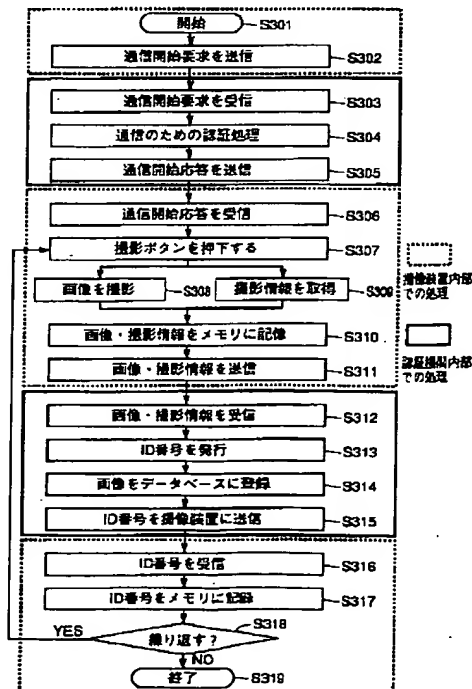 開始 S301
通信開始要求を送信 S302
通信開始要求を受信 S303
通信のための認証処理 S304
通信開始応答を送信 S305
通信開始応答を受信 S306
撮影ボタンを押下する S307
画像を撮影 S308
撮影情報を取得 S309
画像・撮影情報をメモリに記録 S310
画像・撮影情報を送信 S311
画像・撮影情報を受信 S312
ID番号を発行 S313
画像をデータベースに登録 S314
ID番号を撮像装置に送信 S315
ID番号を受信 S316
ID番号をメモリに記録 S317
繰り返す? S318
YES
NO
終了 S319
撮像装置内部
での処理
認証機関内部
での処理